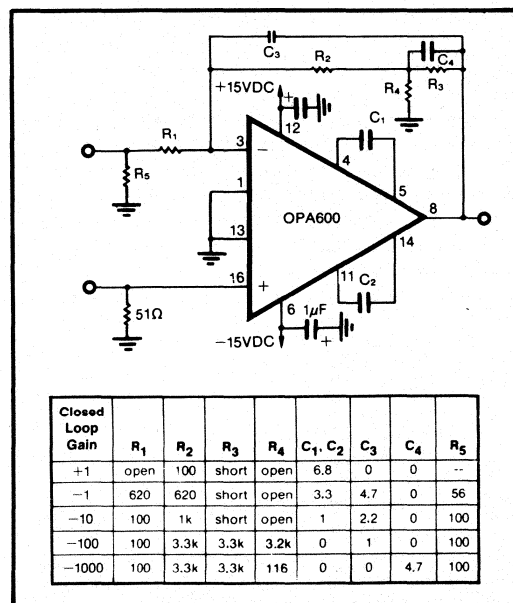 C3
R2
C4
R4
R3
+15VDC
+
12
C1
R1
3
−
4
R5
1
5
OPA600
8
13
14
16
+
11
C2
51Ω
6
1µF
+
−15VDC
Closed Loop Gain R1 R2 R3 R4 C1, C2 C3 C4 R5
+1 open 100 short open 6.8 0 0 --
−1 620 620 short open 3.3 4.7 0 56
−10 100 1k short open 1 2.2 0 100
−100 100 3.3k 3.3k 3.2k 0 1 0 100
−1000 100 3.3k 3.3k 116 0 0 4.7 100